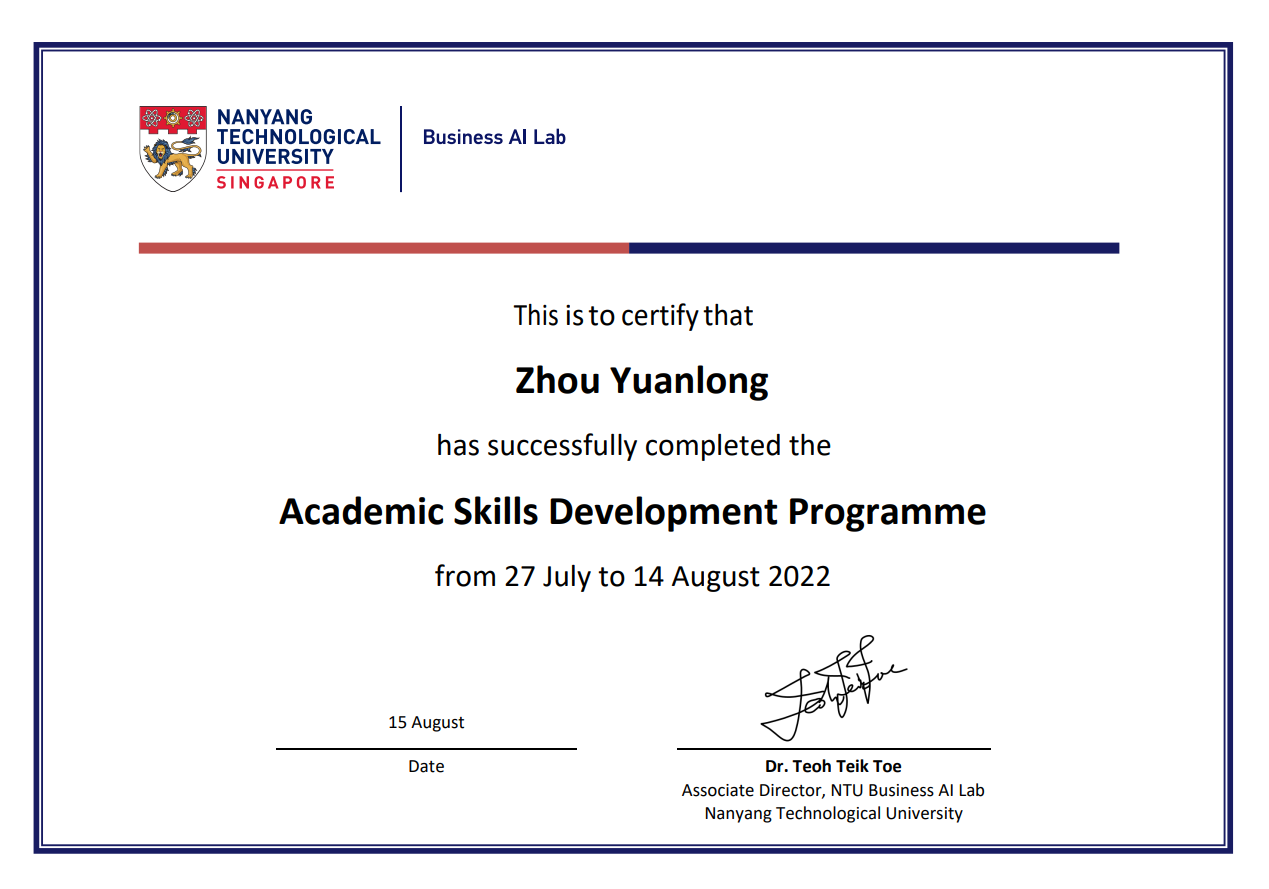 NANYANG
TECHNOLOGICAL
UNIVERSITY
SINGAPORE
Business AI Lab
This is to certify that
Zhou Yuanlong
has successfully completed the
Academic Skills Development Programme
from 27 July to 14 August 2022
15 August
Date
Dr. Teoh Teik Toe
Associate Director, NTU Business AI Lab
Nanyang Technological University